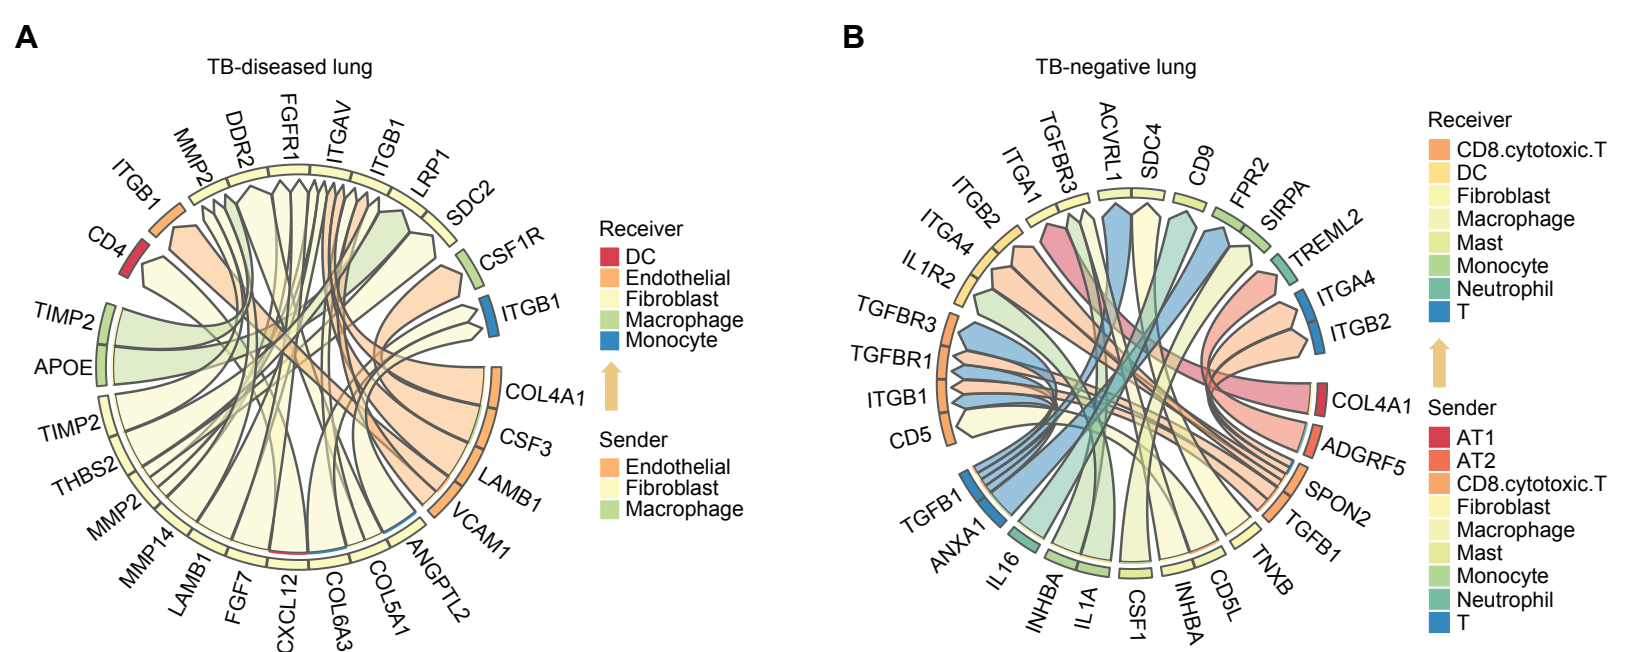 A
TB-diseased lung
CD4
ITGB1
MMP2
DDR2
FGFR1
ITGAV
ITGB1
LRP1
SDC2
CSF1R
ITGB1
COL4A1
CSF3
LAMB1
VCAM1
ANGPTL2
COL5A1
COL6A3
CXCL12
FGF7
LAMB1
MMP14
MMP2
THBS2
TIMP2
APOE
TIMP2
Receiver
DC
Endothelial
Fibroblast
Macrophage
Monocyte
Sender
Endothelial
Fibroblast
Macrophage
B
TB-negative lung
CD5
ITGB1
TGFBR1
TGFBR3
IL1R2
ITGA4
ITGB2
ITGA1
TGFBR3
ACVRL1
SDC4
CD9
FPR2
SIRPA
TREML2
ITGA4
ITGB2
COL4A1
ADGRF5
SPON2
TGFB1
TNXB
CD5L
INHBA
CSF1
IL1A
INHBA
IL16
ANXA1
TGFB1
Receiver
CD8.cytotoxic.T
DC
Fibroblast
Macrophage
Mast
Monocyte
Neutrophil
T
Sender
AT1
AT2
CD8.cytotoxic.T
Fibroblast
Macrophage
Mast
Monocyte
Neutrophil
T